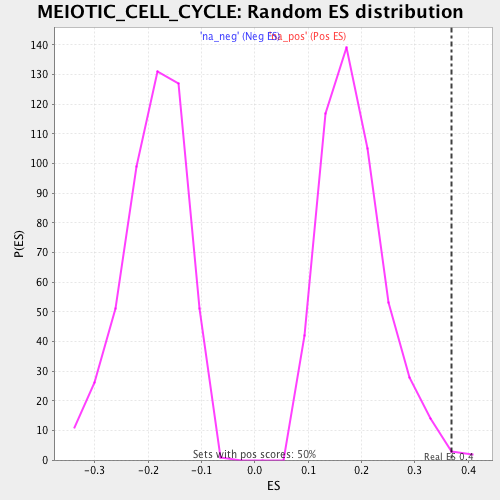 MEIOTIC_CELL_CYCLE: Random ES distribution
'na_neg' (Neg ES) 'na_pos' (Pos ES)
140
130
120
110
100
90
80
70
60
50
40
30
20
10
0
P(ES)
Sets with pos scores: 50%
Real ES 0.4
-0.3 -0.2 -0.1 0.0 0.1 0.2 0.3 0.4
ES